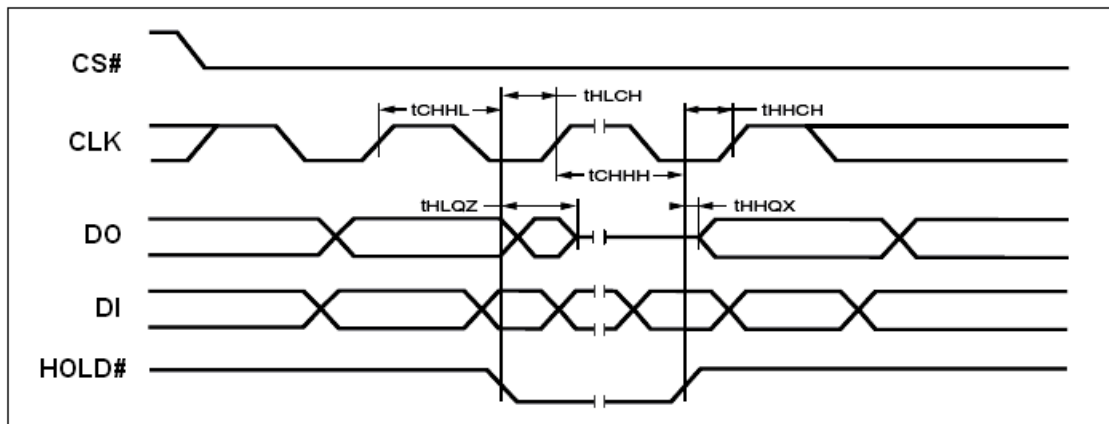 CS#
tHLCH
tCHHL
tHHCH
CLK
tCHHH
tHLQZ
tHHQX
DO
DI
HOLD#